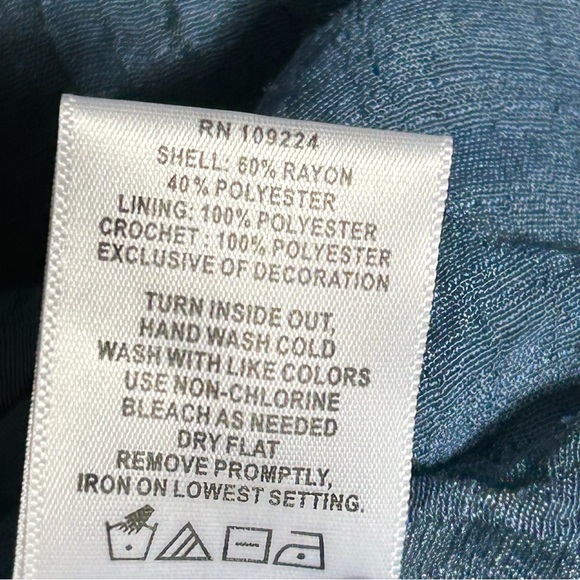 RN 109224
SHELL: 60% RAYON
40% POLYESTER
LINING: 100% POLYESTER
CROCHET : 100% POLYESTER
EXCLUSIVE OF DECORATION
TURN INSIDE OUT,
HAND WASH COLD
WASH WITH LIKE COLORS
USE NON-CHLORINE
BLEACH AS NEEDED
DRY FLAT
REMOVE PROMPTLY,
IRON ON LOWEST SETTING.